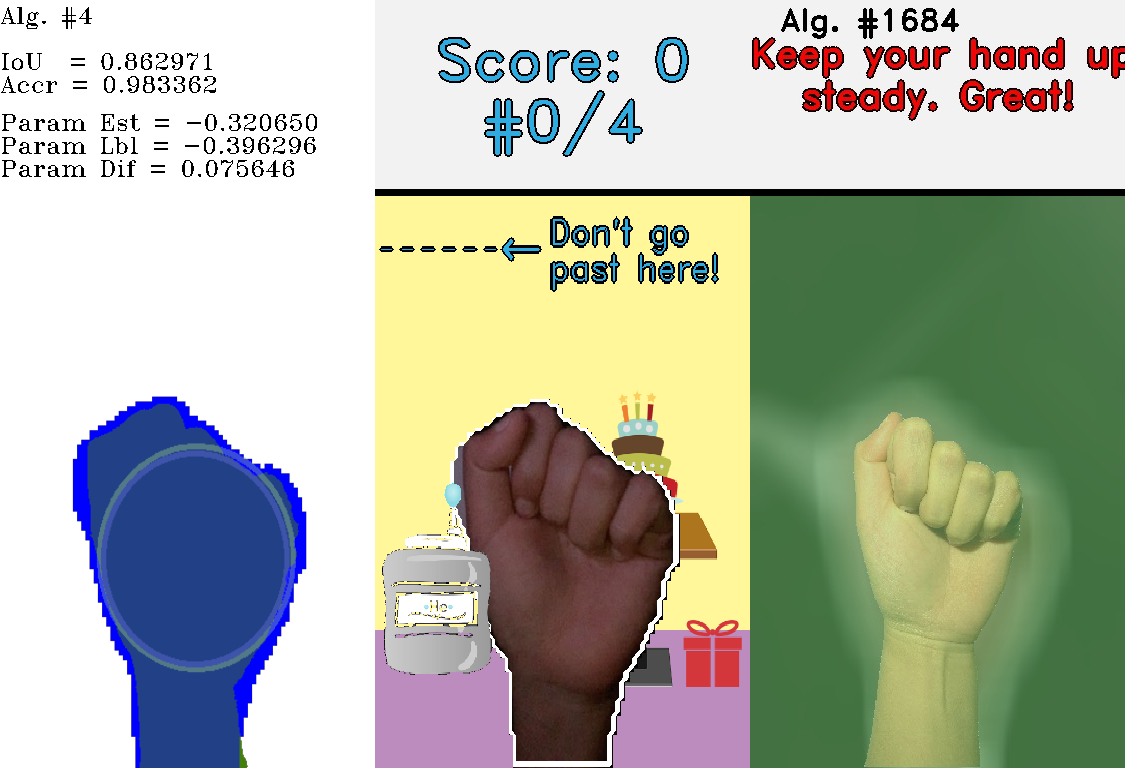 Alg. #4
IoU = 0.862971
Accr = 0.983362
Param Est = -0.320650
Param Lbl = -0.396296
Param Dif = 0.075646
Score: 0
#0/4
Alg. #1684
Keep your hand up
steady. Great!
Don't go
past here!